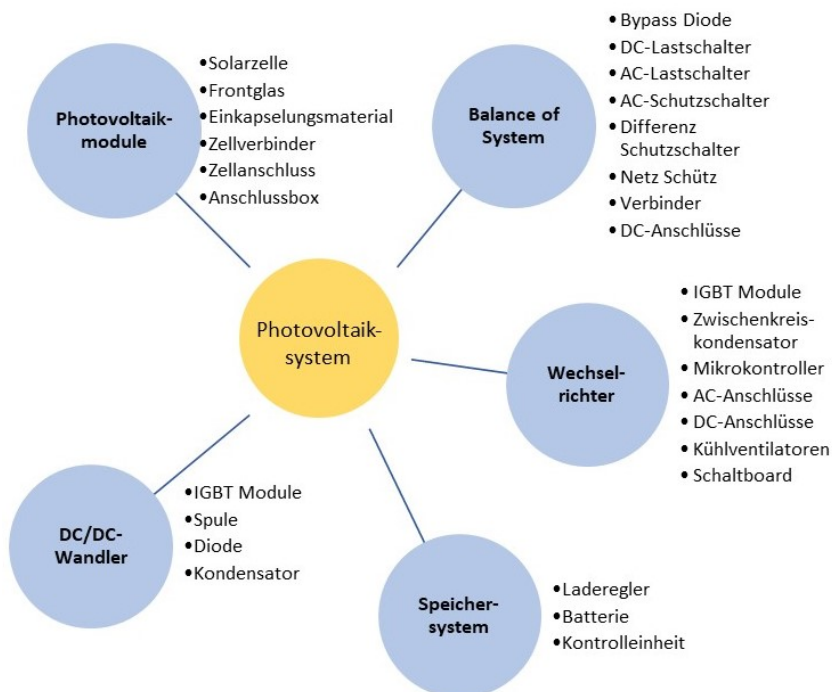 Photovoltaik-
module
•Solarzelle
•Frontglas
•Einkapselungsmaterial
•Zellverbinder
•Zellanschluss
•Anschlussbox
Balance of
System
•Bypass Diode
•DC-Lastschalter
•AC-Lastschalter
•AC-Schutzschalter
•Differenz
Schutzschalter
•Netz Schütz
•Verbinder
•DC-Anschlüsse
Photovoltaik-
system
Wechsel-
richter
•IGBT Module
•Zwischenkreis-
kondensator
•Mikrokontroller
•AC-Anschlüsse
•DC-Anschlüsse
•Kühlventilatoren
•Schaltboard
DC/DC-
Wandler
•IGBT Module
•Spule
•Diode
•Kondensator
Speicher-
system
•Laderegler
•Batterie
•Kontrolleinheit